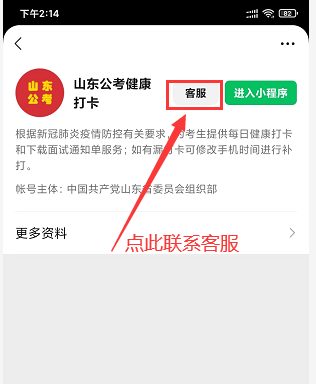 下午2:14
82
山东
公考
山东公考健康
打卡
客服
进入小程序
根据新冠肺炎疫情防控有关要求，为考生提供每日健康打卡
和下载面试通知单服务；如有漏打卡可修改手机时间进行补
打。
帐号主体：中国共产党山东省委员会组织部
更多资料
点此联系客服